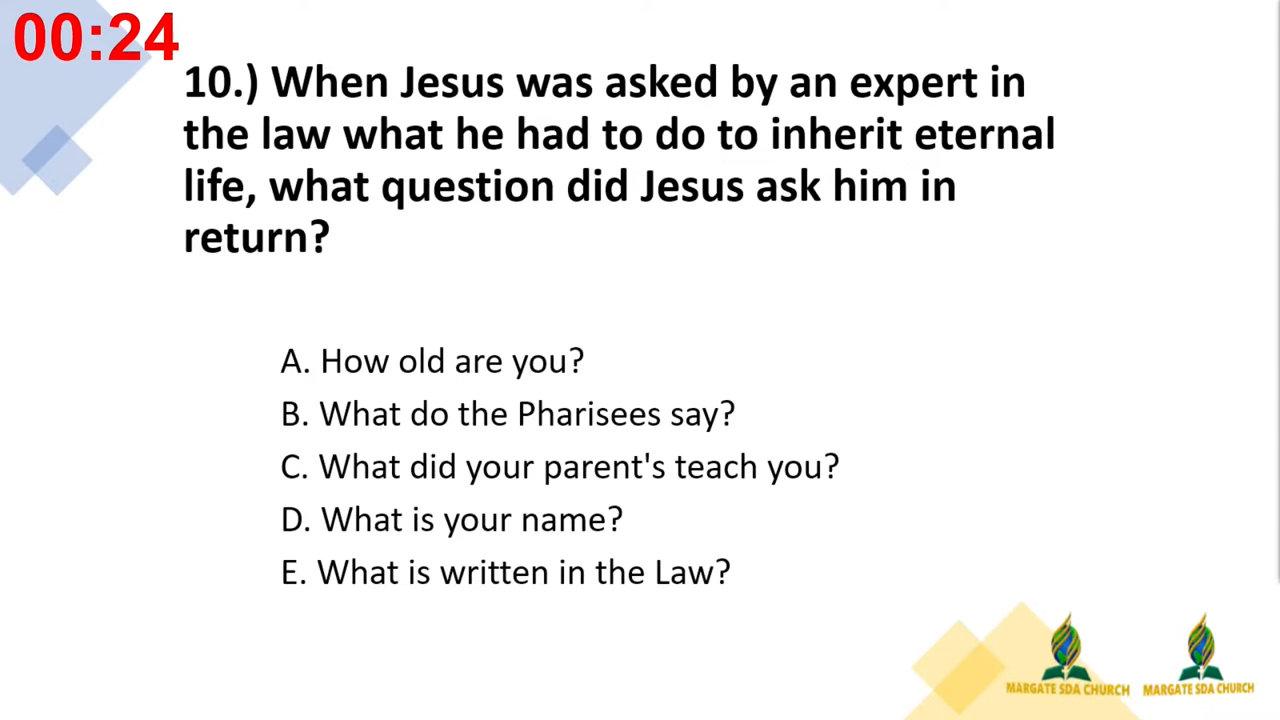 00:24
10.) When Jesus was asked by an expert in
the law what he had to do to inherit eternal
life, what question did Jesus ask him in
return?
A. How old are you?
B. What do the Pharisees say?
C. What did your parent's teach you?
D. What is your name?
E. What is written in the Law?
MARGATE SDA CHURCH MARGATE SDA CHURCH